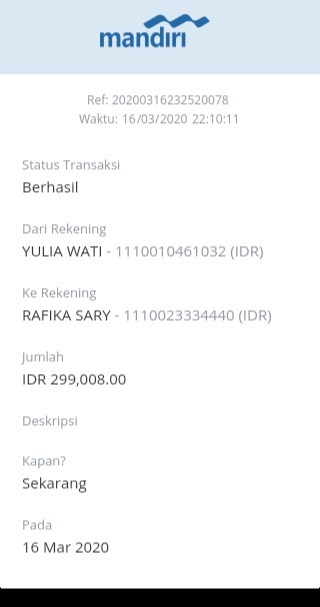 mandiri
Ref: 20200316232520078
Waktu: 16/03/2020 22:10:11
Status Transaksi
Berhasil
Dari Rekening
YULIA WATI - 1110010461032 (IDR)
Ke Rekening
RAFIKA SARY - 1110023334440 (IDR)
Jumlah
IDR 299,008.00
Deskripsi
Kapan?
Sekarang
Pada
16 Mar 2020